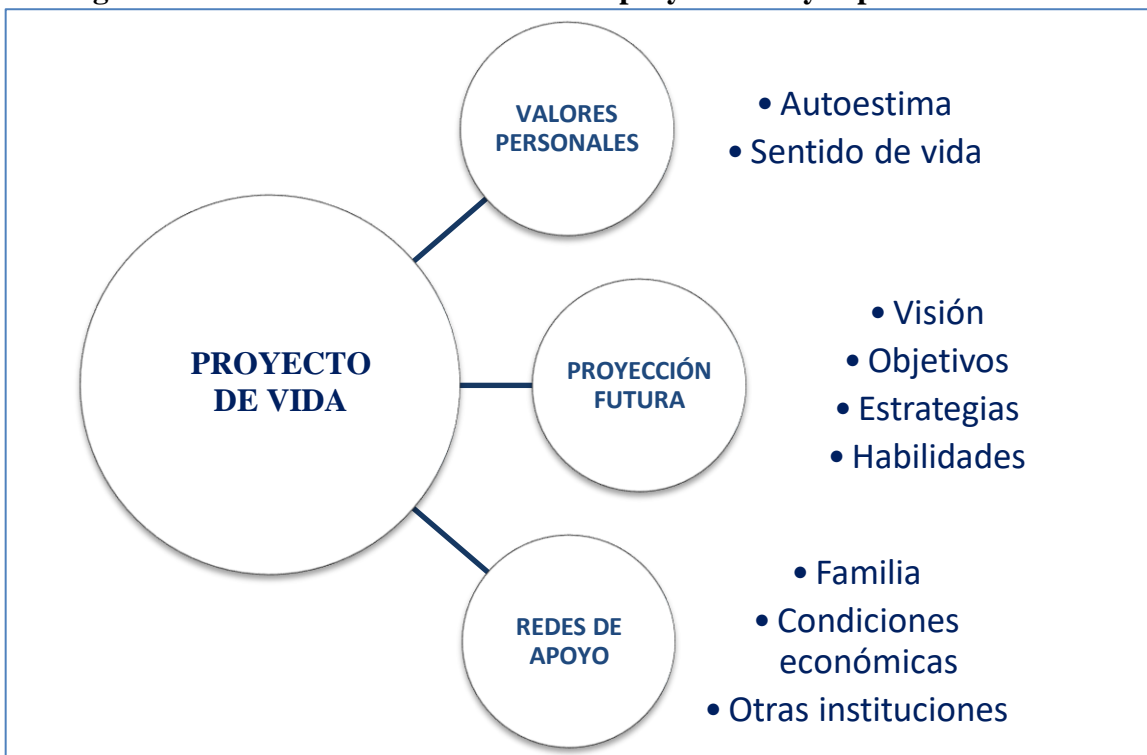 VALORES
PERSONALES
• Autoestima
• Sentido de vida
PROYECTO
DE VIDA
PROYECCIÓN
FUTURA
• Visión
• Objetivos
• Estrategias
• Habilidades
REDES DE
APOYO
• Familia
• Condiciones
económicas
• Otras instituciones